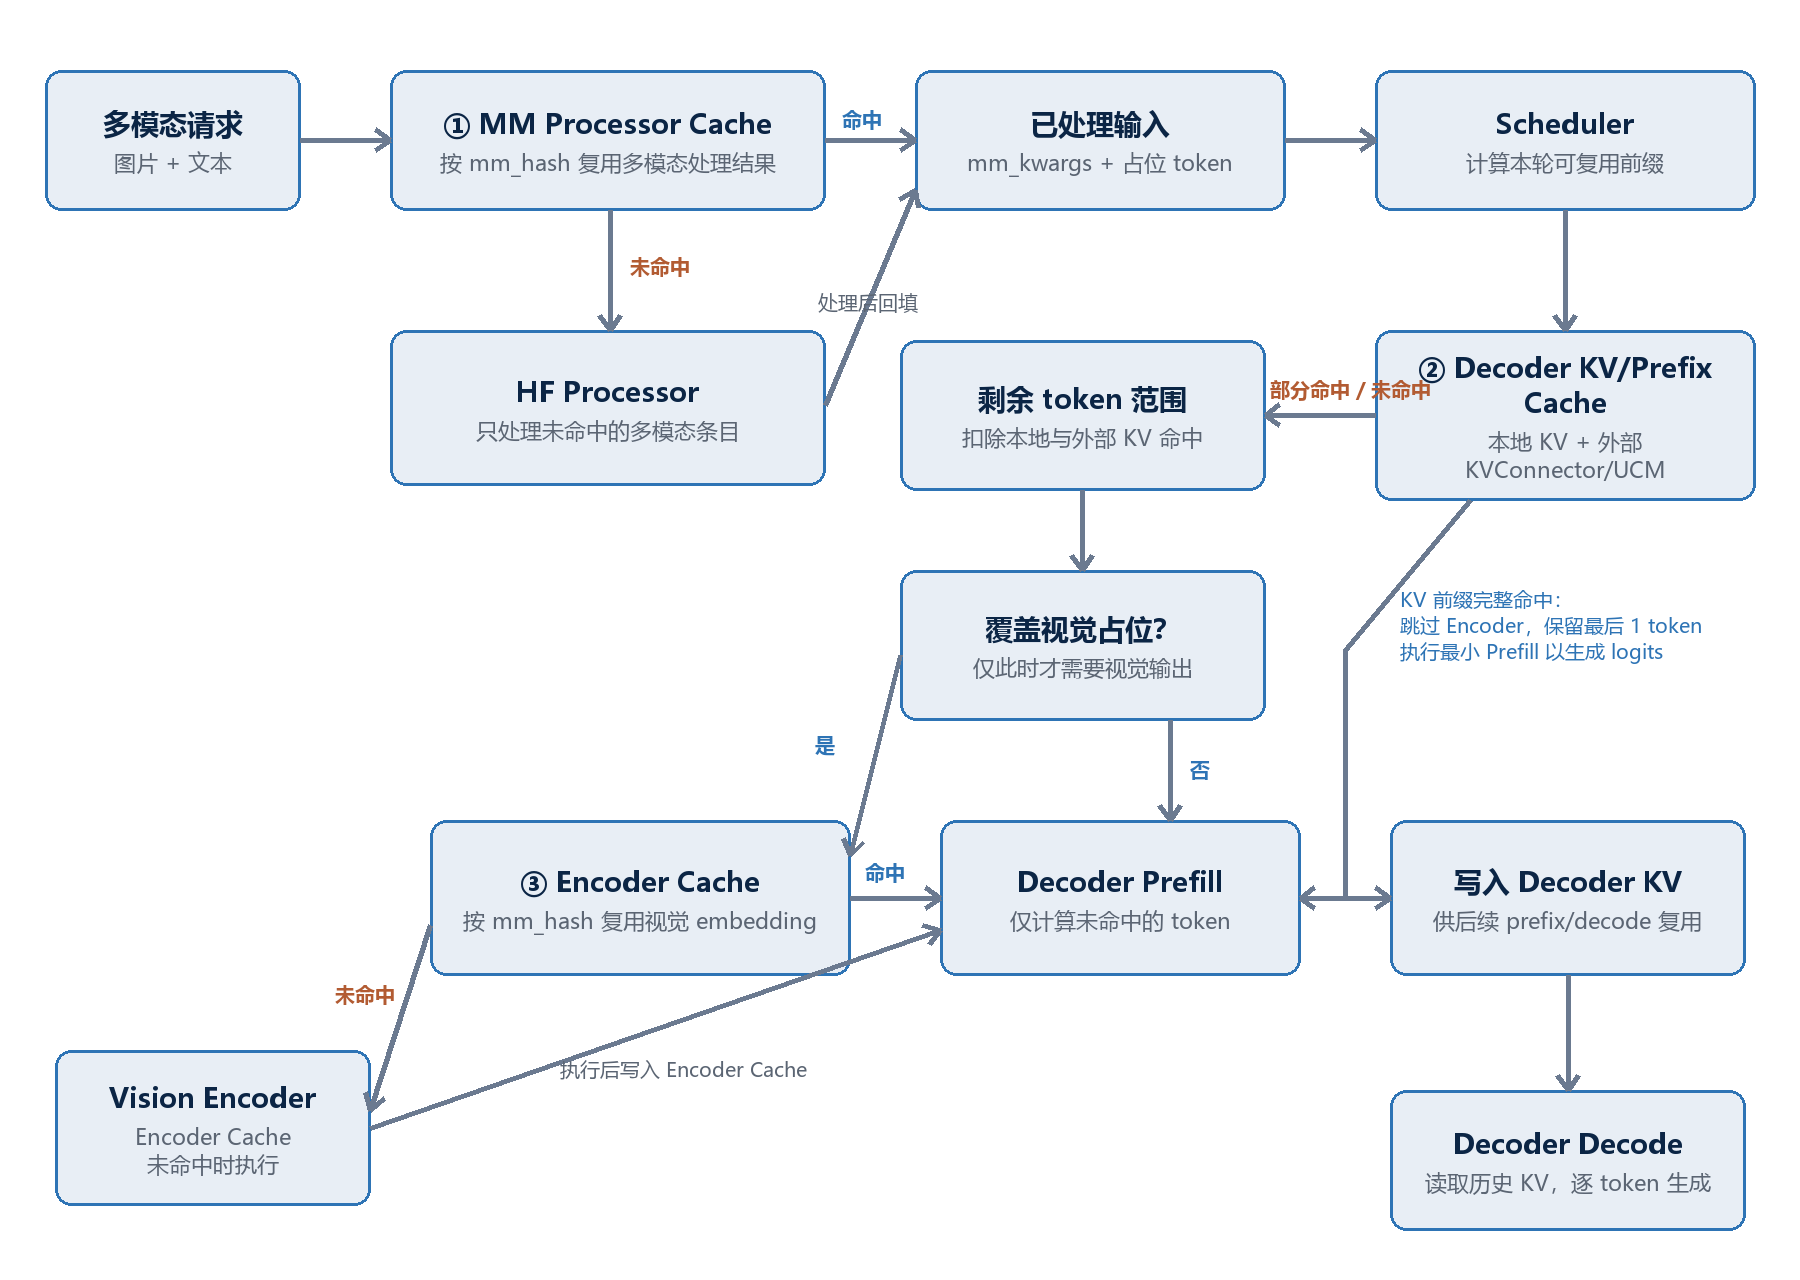 多模态请求
图片 + 文本
① MM Processor Cache
按 mm_hash 复用多模态处理结果
命中
已处理输入
mm_kwargs + 占位 token
Scheduler
计算本轮可复用前缀
未命中
处理后回填
HF Processor
只处理未命中的多模态条目
剩余 token 范围
扣除本地与外部 KV 命中
部分命中 / 未命中
② Decoder KV/Prefix
Cache
本地 KV + 外部
KVConnector/UCM
覆盖视觉占位?
仅此时才需要视觉输出
KV 前缀完整命中:
跳过 Encoder，保留最后 1 token
执行最小 Prefill 以生成 logits
是
否
③ Encoder Cache
按 mm_hash 复用视觉 embedding
命中
Decoder Prefill
仅计算未命中的 token
写入 Decoder KV
供后续 prefix/decode 复用
未命中
执行后写入 Encoder Cache
Vision Encoder
Encoder Cache
未命中时执行
Decoder Decode
读取历史 KV，逐 token 生成